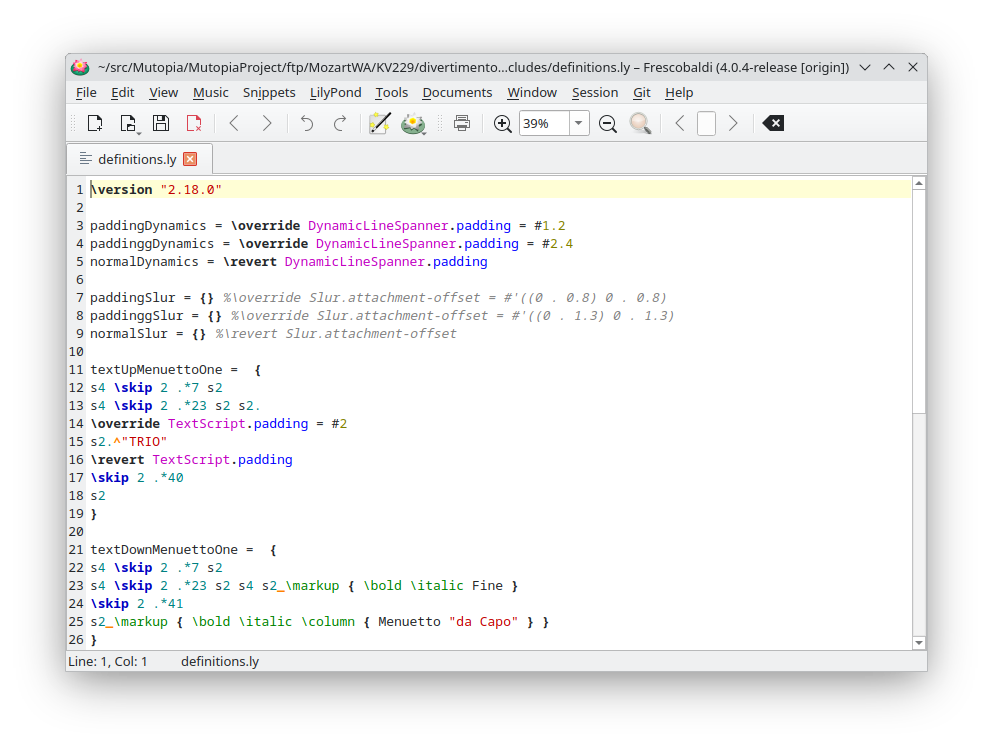 ~/src/Mutopia/MutopiaProject/ftp/MozartWA/KV229/divertimento...cludes/definitions.ly – Frescobaldi (4.0.4-release [origin])
File Edit View Music Snippets LilyPond Tools Documents Window Session Git Help
39%
definitions.ly
1 \version "2.18.0"
2
3 paddingDynamics = \override DynamicLineSpanner.padding = #1.2
4 paddinggDynamics = \override DynamicLineSpanner.padding = #2.4
5 normalDynamics = \revert DynamicLineSpanner.padding
6
7 paddingSlur = {} %\override Slur.attachment-offset = #'((0 . 0.8) 0 . 0.8)
8 paddinggSlur = {} %\override Slur.attachment-offset = #'((0 . 1.3) 0 . 1.3)
9 normalSlur = {} %\revert Slur.attachment-offset
10
11 textUpMenuettoOne =  {
12 s4 \skip 2 .*7 s2
13 s4 \skip 2 .*23 s2 s2.
14 \override TextScript.padding = #2
15 s2.^"TRIO"
16 \revert TextScript.padding
17 \skip 2 .*40
18 s2
19 }
20
21 textDownMenuettoOne =  {
22 s4 \skip 2 .*7 s2
23 s4 \skip 2 .*23 s2 s4 s2_\markup { \bold \italic Fine }
24 \skip 2 .*41
25 s2_\markup { \bold \italic \column { Menuetto "da Capo" } }
26 }
Line: 1, Col: 1 definitions.ly